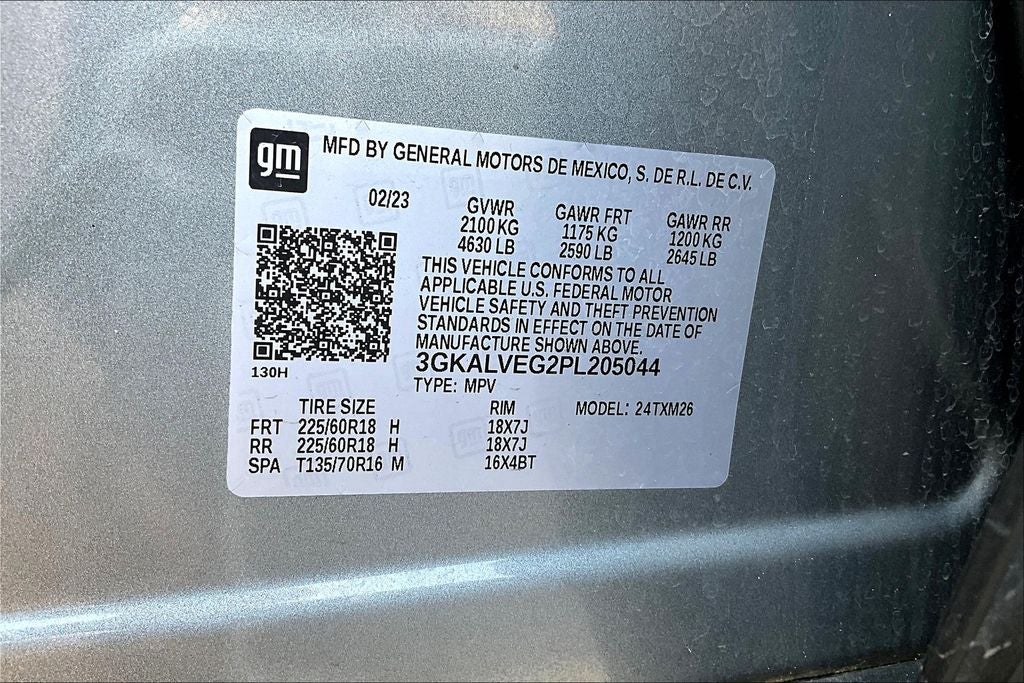 gm
MFD BY GENERAL MOTORS DE MEXICO, S. DE R.L. DE C.V.
02/23
GVWR GAWR FRT GAWR RR
2100 KG 1175 KG 1200 KG
4630 LB 2590 LB 2645 LB
THIS VEHICLE CONFORMS TO ALL
APPLICABLE U.S. FEDERAL MOTOR
VEHICLE SAFETY AND THEFT PREVENTION
STANDARDS IN EFFECT ON THE DATE OF
MANUFACTURE SHOWN ABOVE.
3GKALVEG2PL205044
130H
TYPE: MPV
TIRE SIZE RIM MODEL: 24TXM26
FRT 225/60R18 H 18X7J
RR 225/60R18 H 18X7J
SPA T135/70R16 M 16X4BT